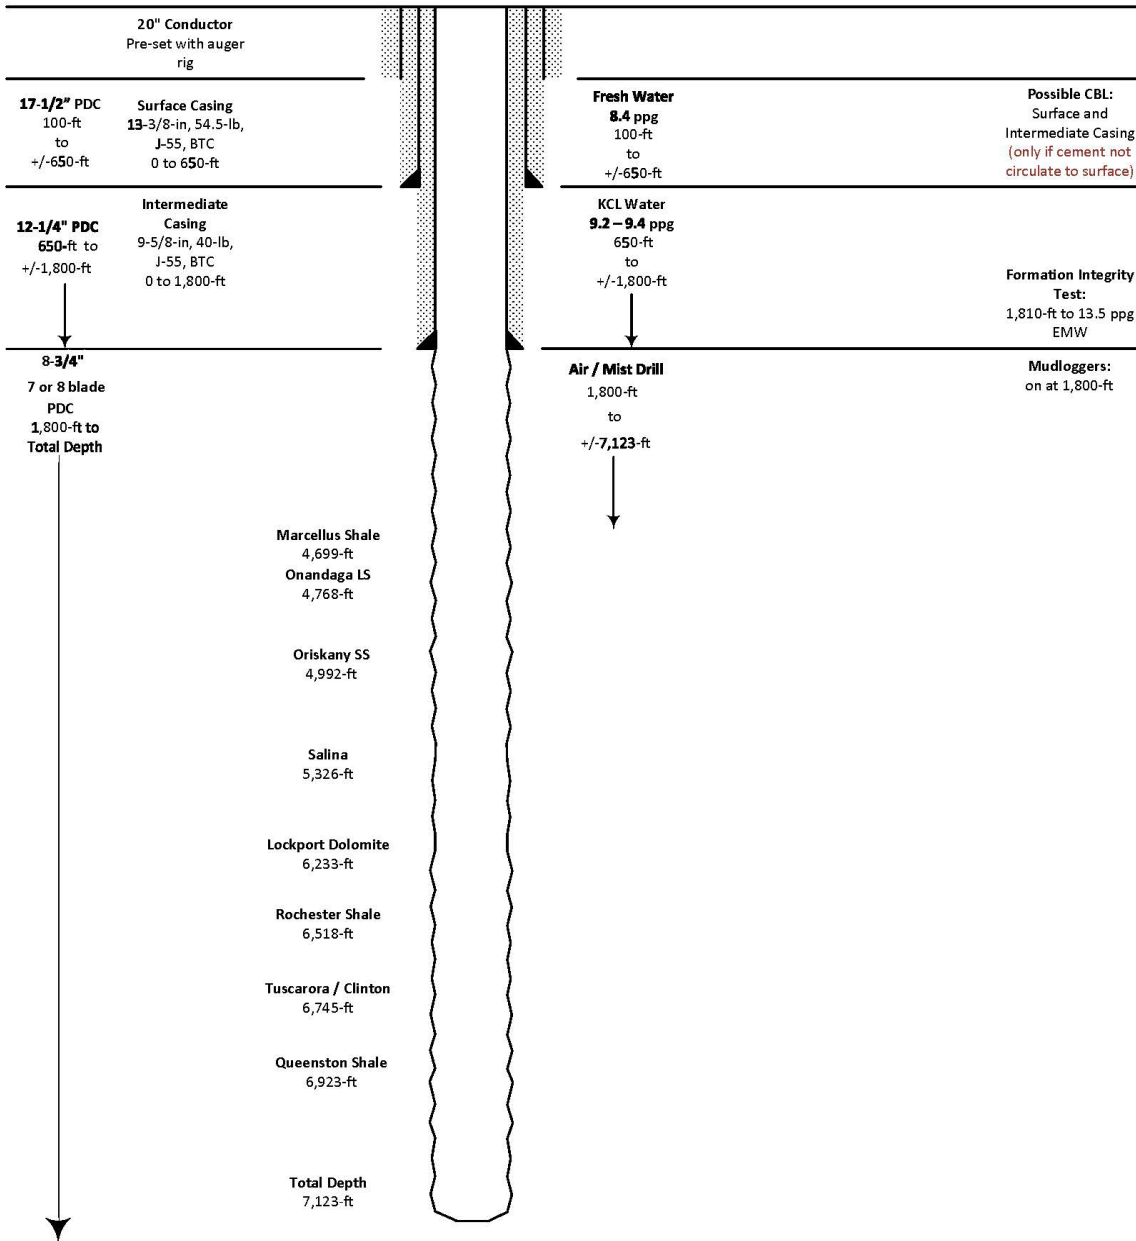 20" Conductor
Pre-set with auger
rig
17-1/2” PDC
100-ft
to
+/-650-ft
Surface Casing
13-3/8-in, 54.5-lb,
J-55, BTC
0 to 650-ft
Fresh Water
8.4 ppg
100-ft
to
+/-650-ft
Possible CBL:
Surface and
Intermediate Casing
(only if cement not
circulate to surface)
12-1/4" PDC
650-ft to
+/-1,800-ft
Intermediate
Casing
9-5/8-in, 40-lb,
J-55, BTC
0 to 1,800-ft
KCL Water
9.2 – 9.4 ppg
650-ft
to
+/-1,800-ft
Formation Integrity
Test:
1,810-ft to 13.5 ppg
EMW
8-3/4"
7 or 8 blade
PDC
1,800-ft to
Total Depth
Air / Mist Drill
1,800-ft
to
+/-7,123-ft
Mudloggers:
on at 1,800-ft
Marcellus Shale
4,699-ft
Onandaga LS
4,768-ft
Oriskany SS
4,992-ft
Salina
5,326-ft
Lockport Dolomite
6,233-ft
Rochester Shale
6,518-ft
Tuscarora / Clinton
6,745-ft
Queenston Shale
6,923-ft
Total Depth
7,123-ft